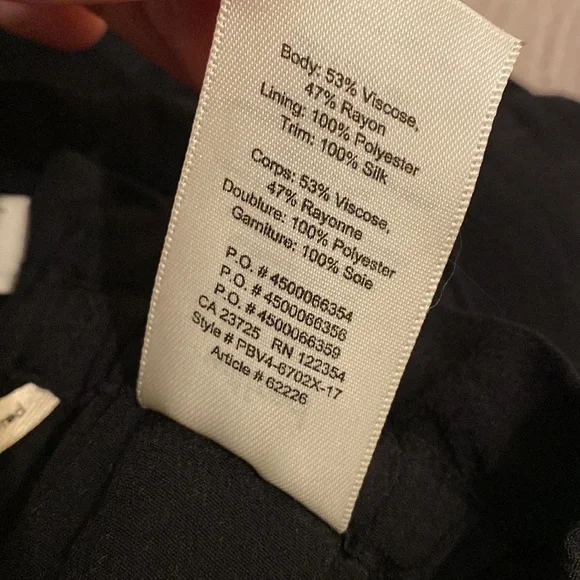 Body: 53% Viscose,
47% Rayon
Lining: 100% Polyester
Trim: 100% Silk
Corps: 53% Viscose,
47% Rayonne
Doublure: 100% Polyester
Garniture: 100% Soie
P.O. # 4500066354
P.O. # 4500066356
P.O. # 4500066359
CA 23725 RN 122354
Style # PBV4-6702X-17
Article # 62226